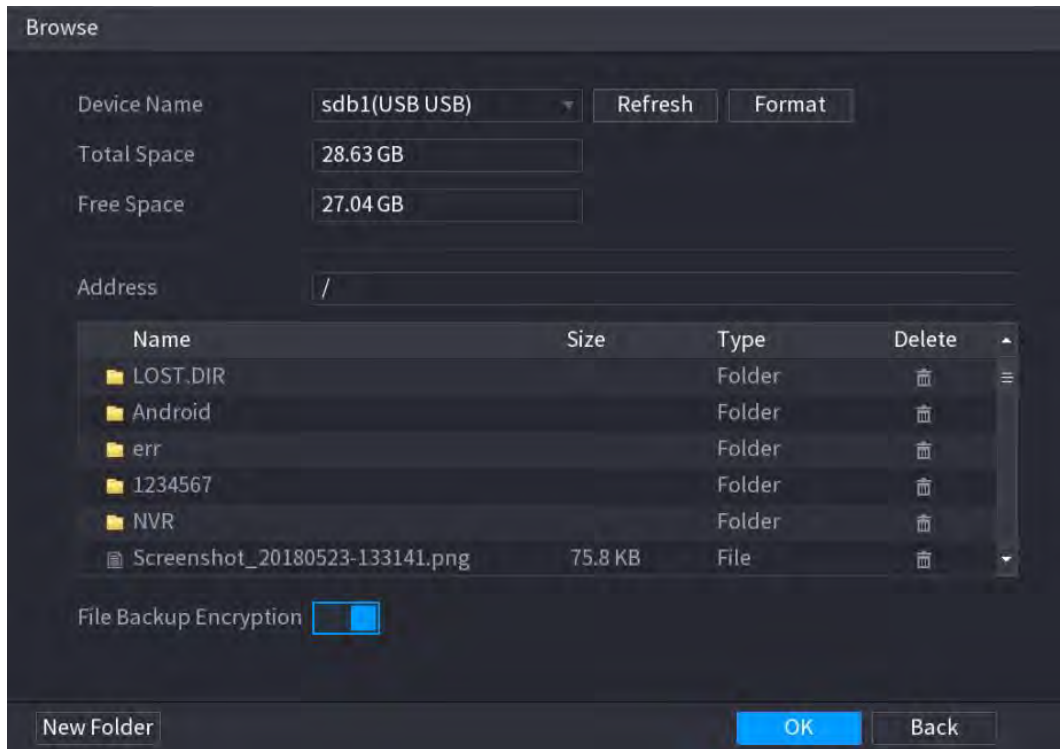 Browse
Device Name sdb1(USB USB) Refresh Format
Total Space 28.63 GB
Free Space 27.04 GB
Address /
Name Size Type Delete
LOST.DIR Folder
Android Folder
err Folder
1234567 Folder
NVR Folder
Screenshot_20180523-133141.png 75.8 KB File
File Backup Encryption
New Folder OK Back